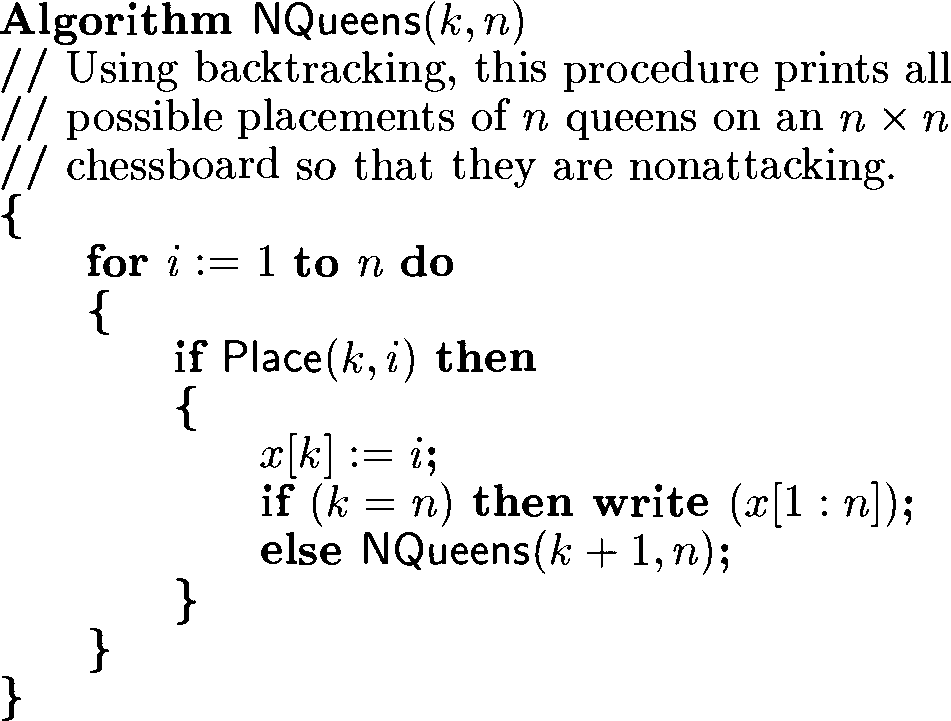 Algorithm NQueens(k, n)
// Using backtracking, this procedure prints all
// possible placements of n queens on an n × n
// chessboard so that they are nonattacking.
{
for i := 1 to n do
{
if Place(k, i) then
{
x[k] := i;
if (k = n) then write (x[1 : n]);
else NQueens(k + 1, n);
}
}
}